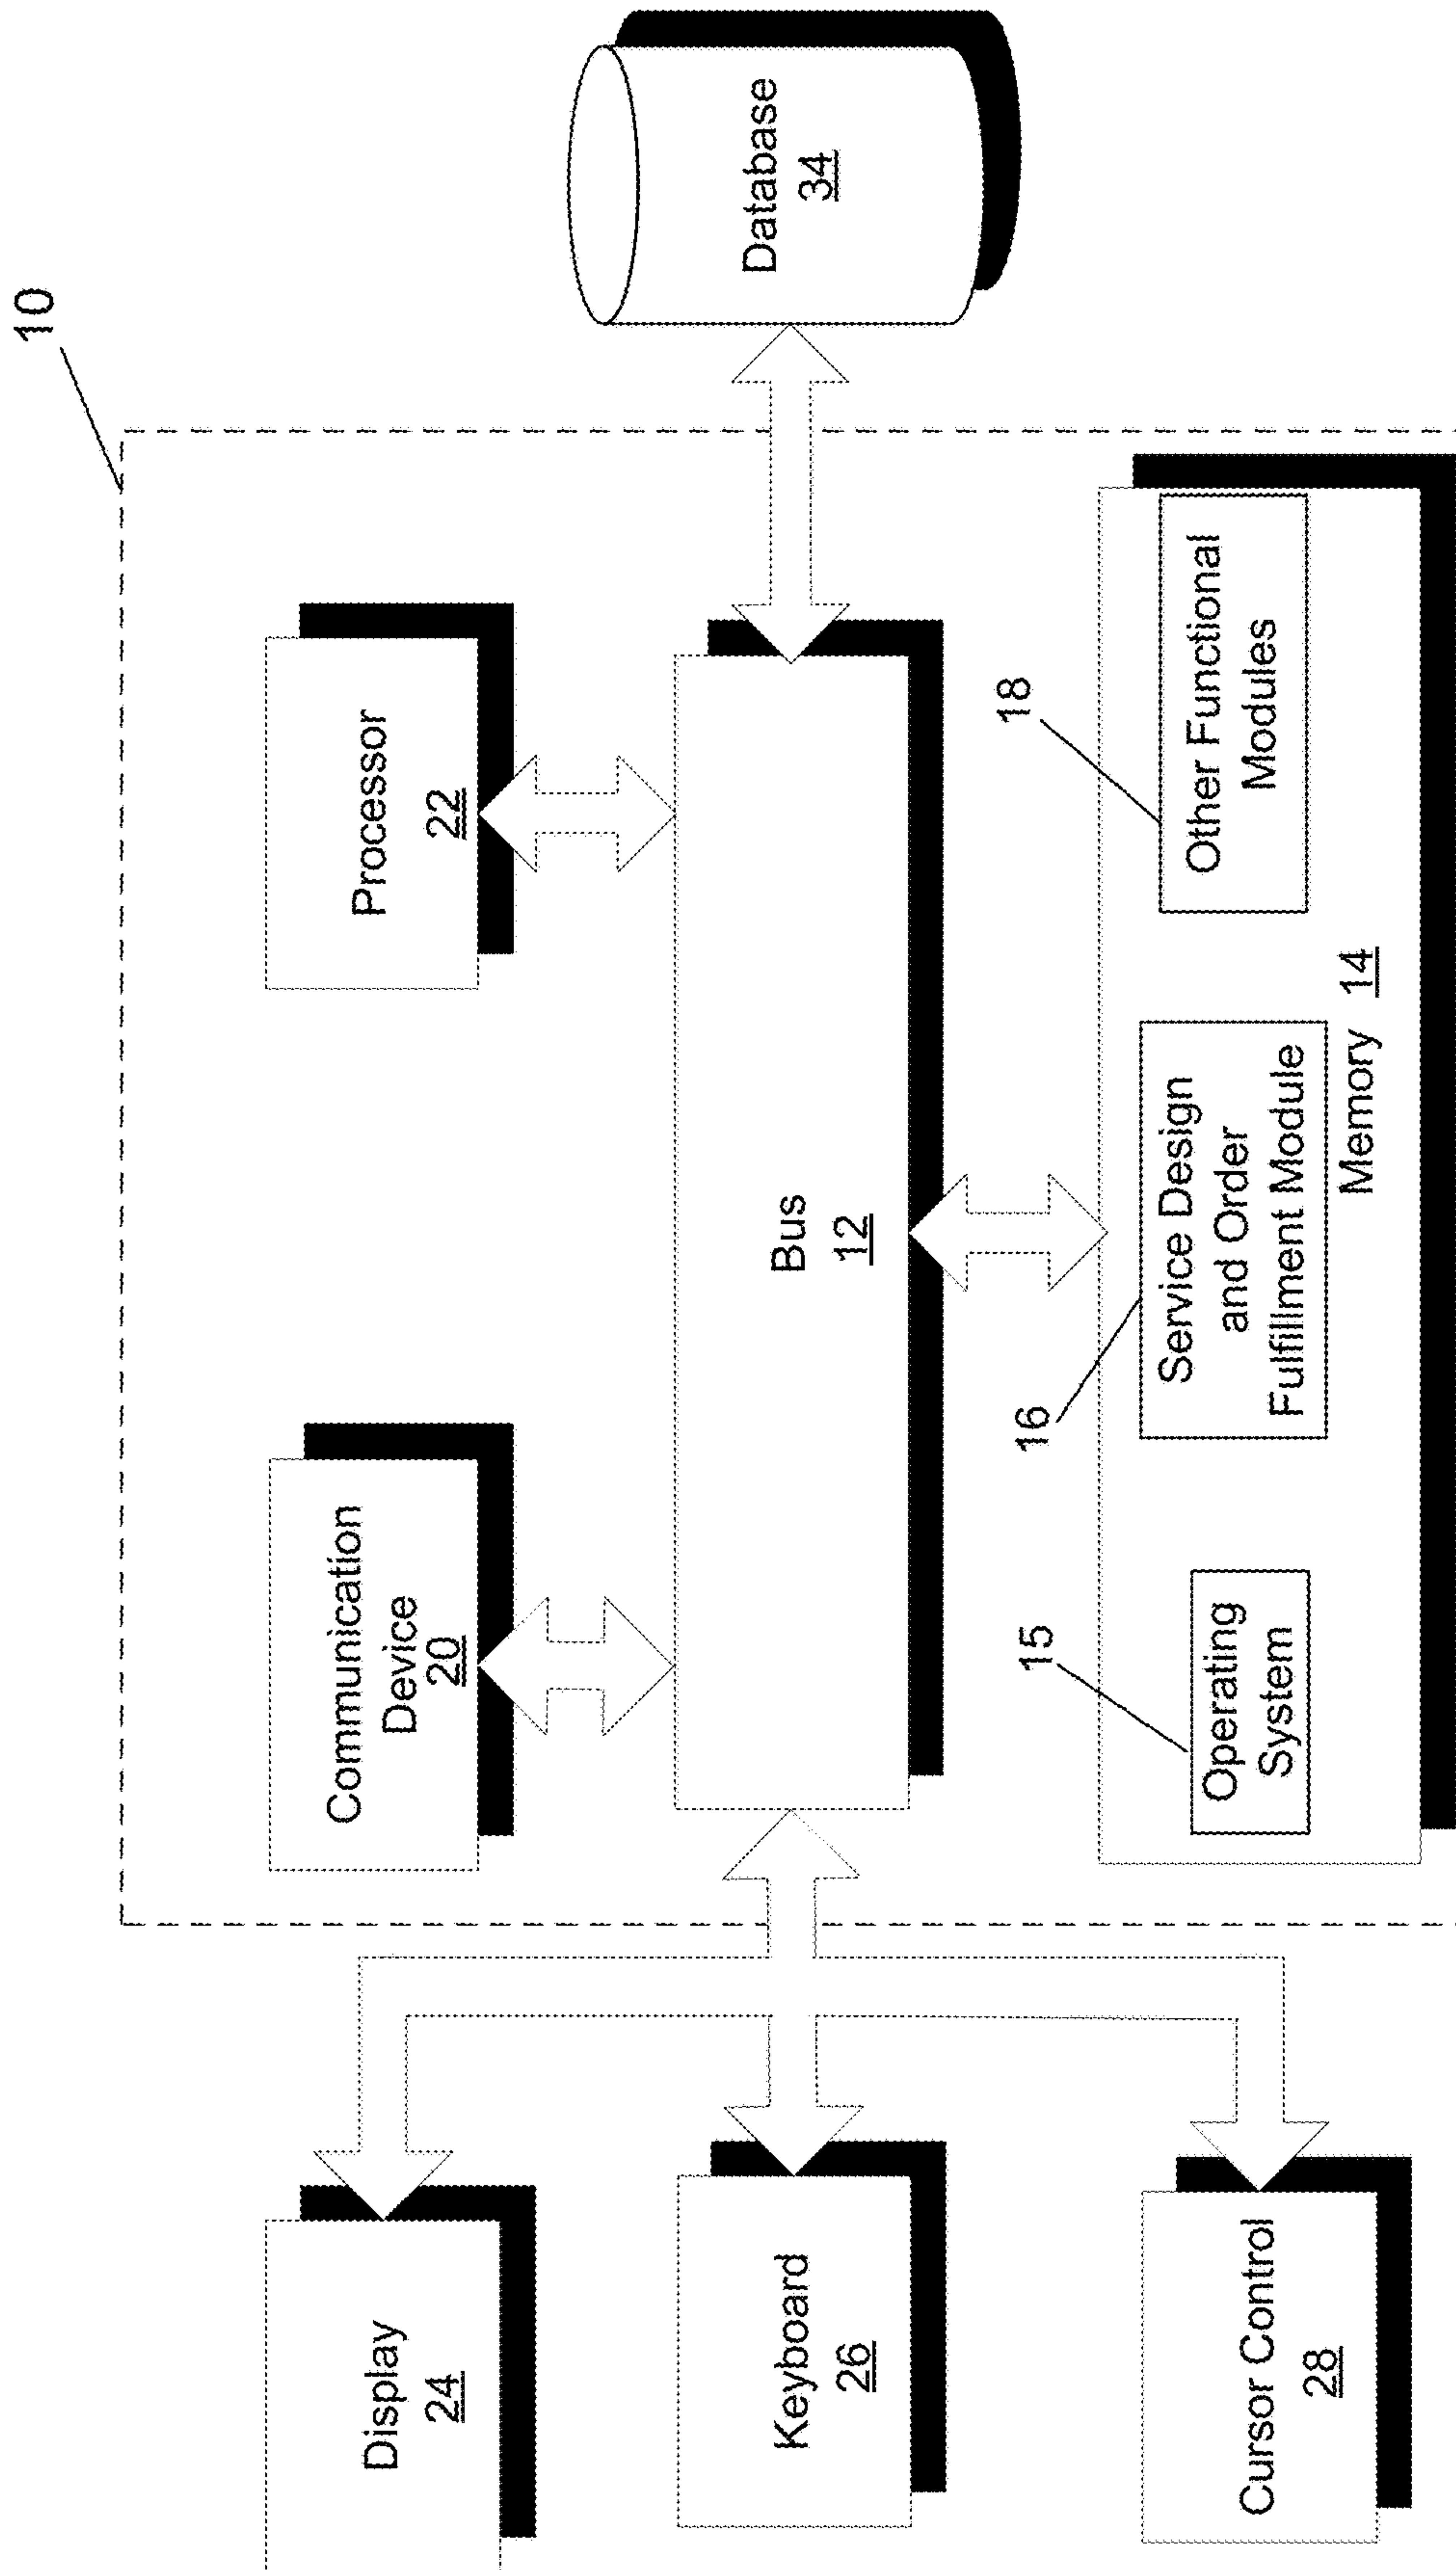 10
Communication
Device
20
Processor
22
Display
24
Keyboard
26
Cursor Control
28
Bus
12
Database
34
15
Operating
System
16
Service Design
and Order
Fulfillment Module
18
Other Functional
Modules
Memory 14